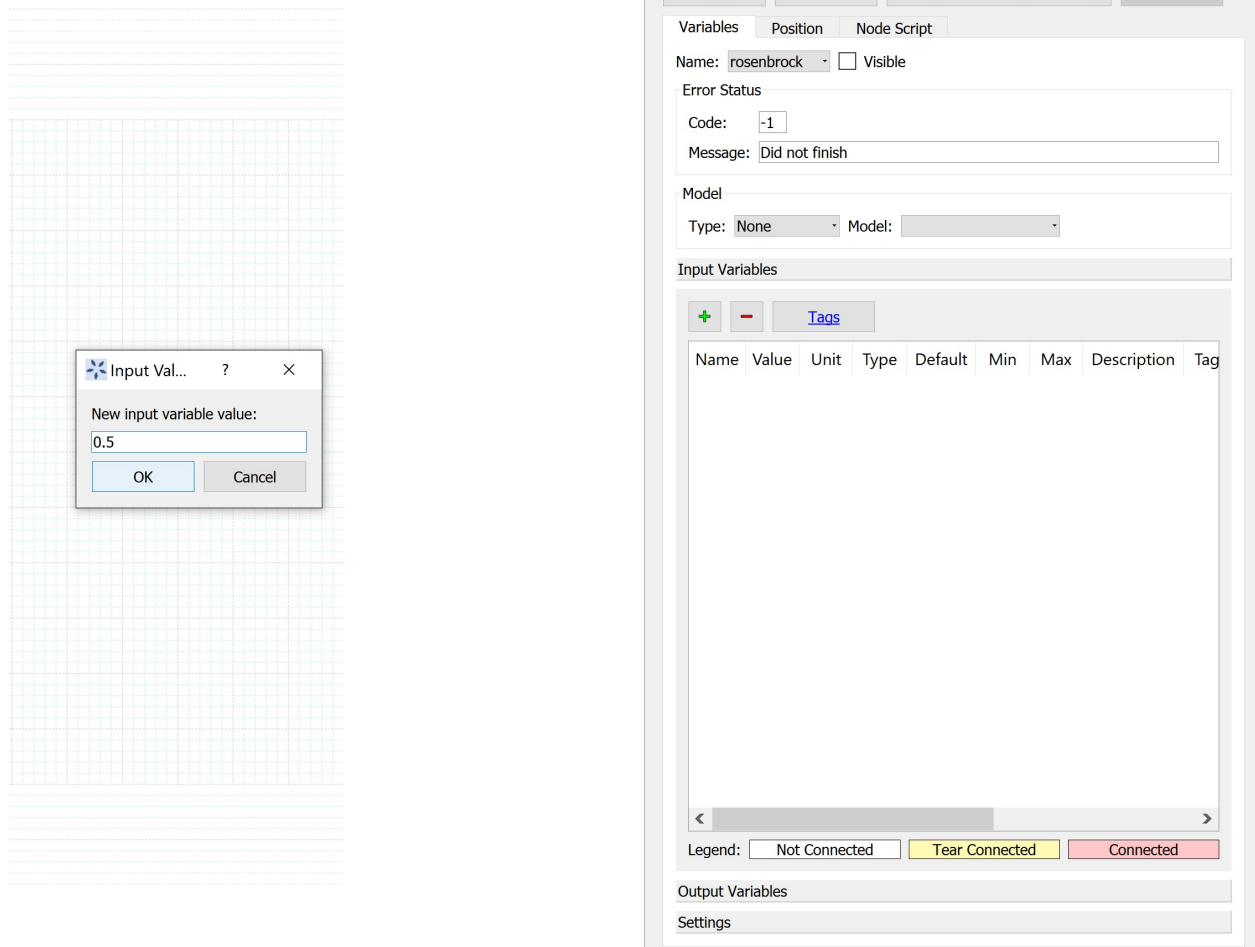 Variables Position Node Script
Name: rosenbrock Visible
Error Status
Code: -1
Message: Did not finish
Model
Type: None Model:
Input Variables
Tags
Name Value Unit Type Default Min Max Description Tag
Input Val... ? ×
New input variable value:
0.5
OK Cancel
Legend: Not Connected Tear Connected Connected
Output Variables
Settings